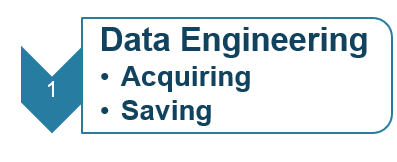 1
Data Engineering
• Acquiring
• Saving